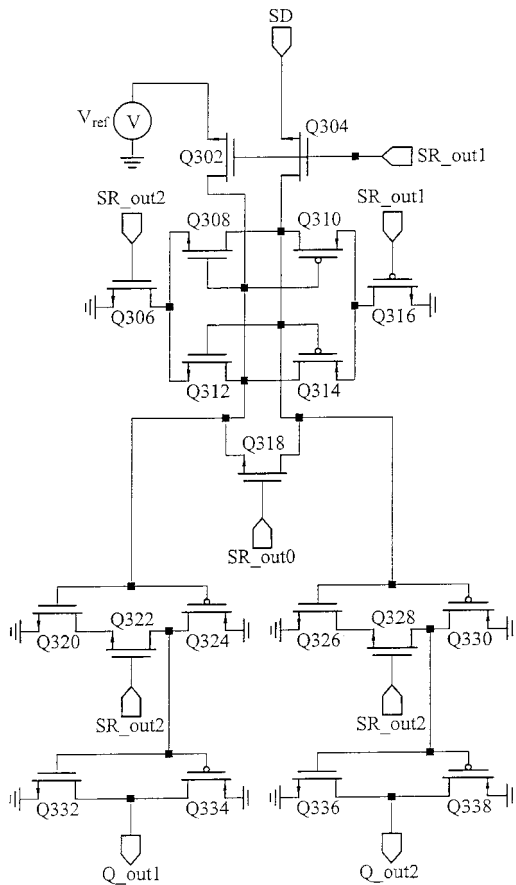 SD
V_ref
V
Q304
Q302
SR_out1
SR_out2
SR_out1
Q308
Q310
Q306
Q316
Q312
Q314
Q318
SR_out0
Q322
Q328
Q320
Q324
Q326
Q330
SR_out2
SR_out2
Q332
Q334
Q336
Q338
Q_out1
Q_out2